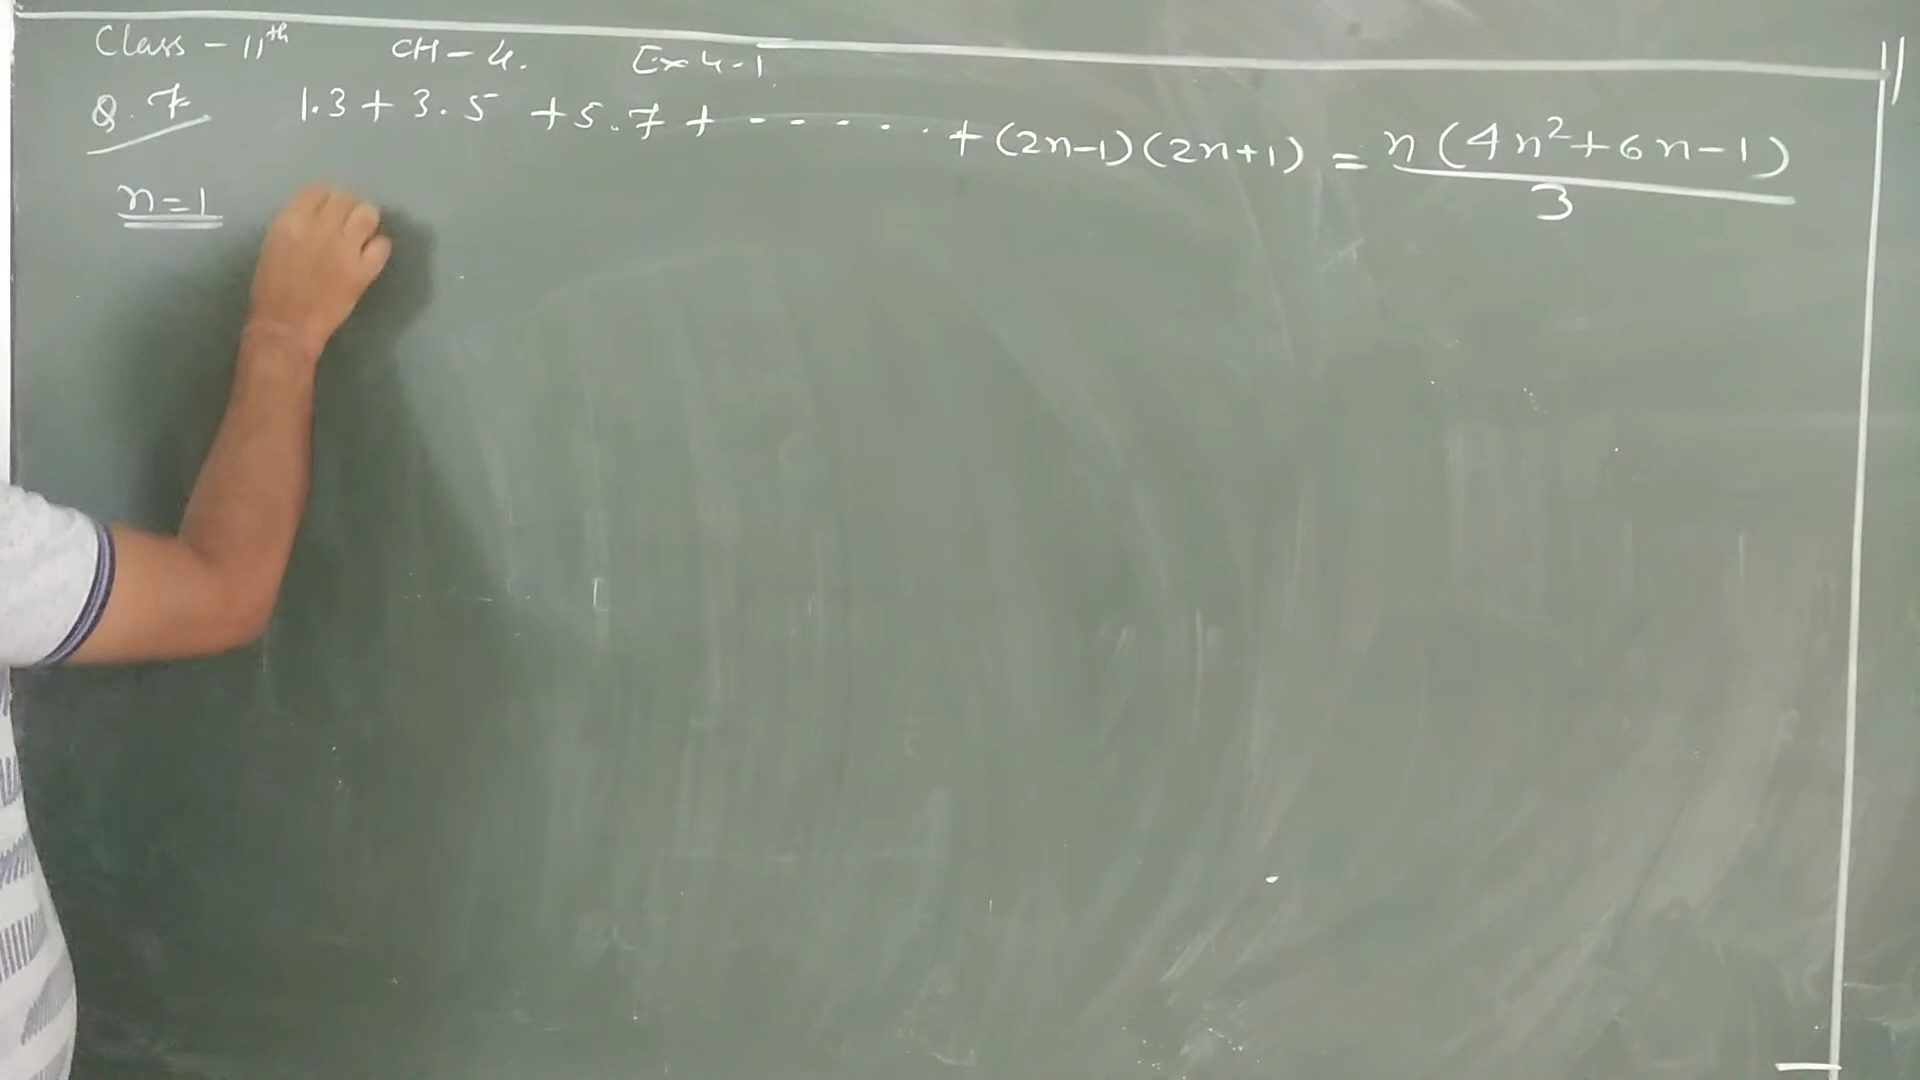 Class - 11th CH - 4. Ex 4.1
Q. 7 1.3 + 3.5 + 5.7 + ....... + (2n-1)(2n+1) = n(4n²+6n-1)/3
n=1